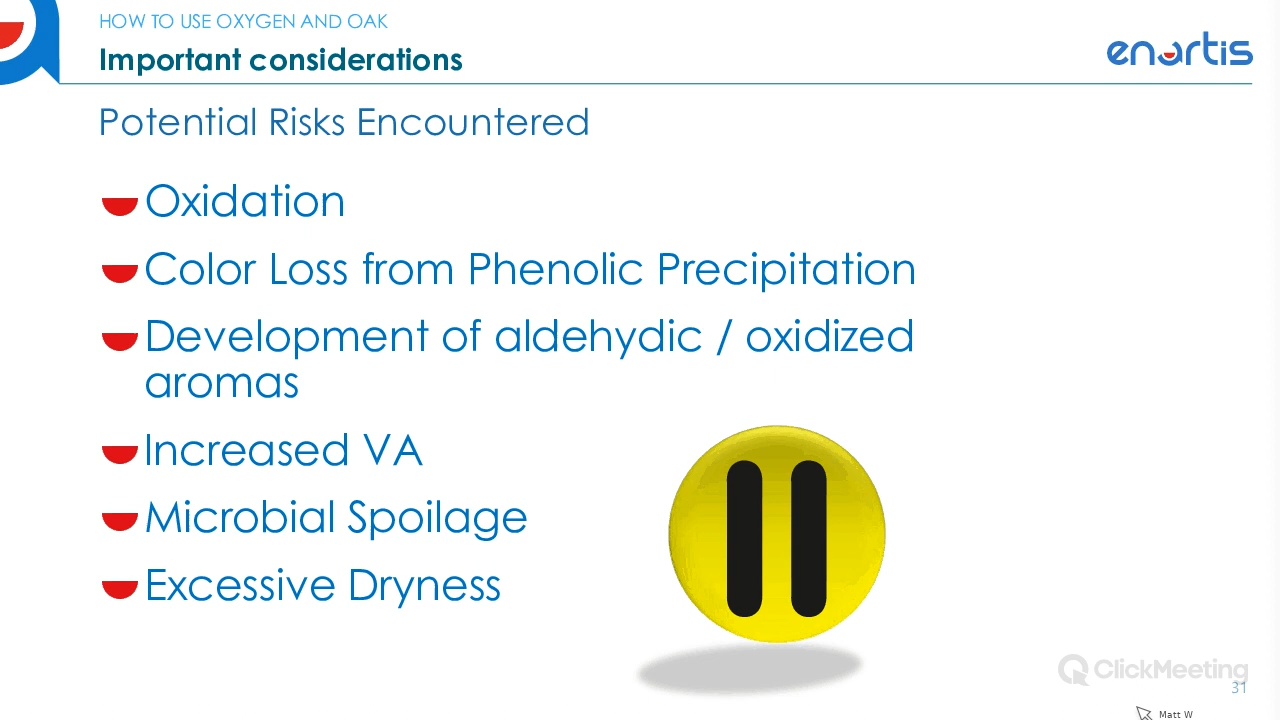 HOW TO USE OXYGEN AND OAK
Important considerations
enartis
Potential Risks Encountered
Oxidation
Color Loss from Phenolic Precipitation
Development of aldehydic / oxidized
aromas
Increased VA
Microbial Spoilage
Excessive Dryness
ClickMeeting
31
Matt W